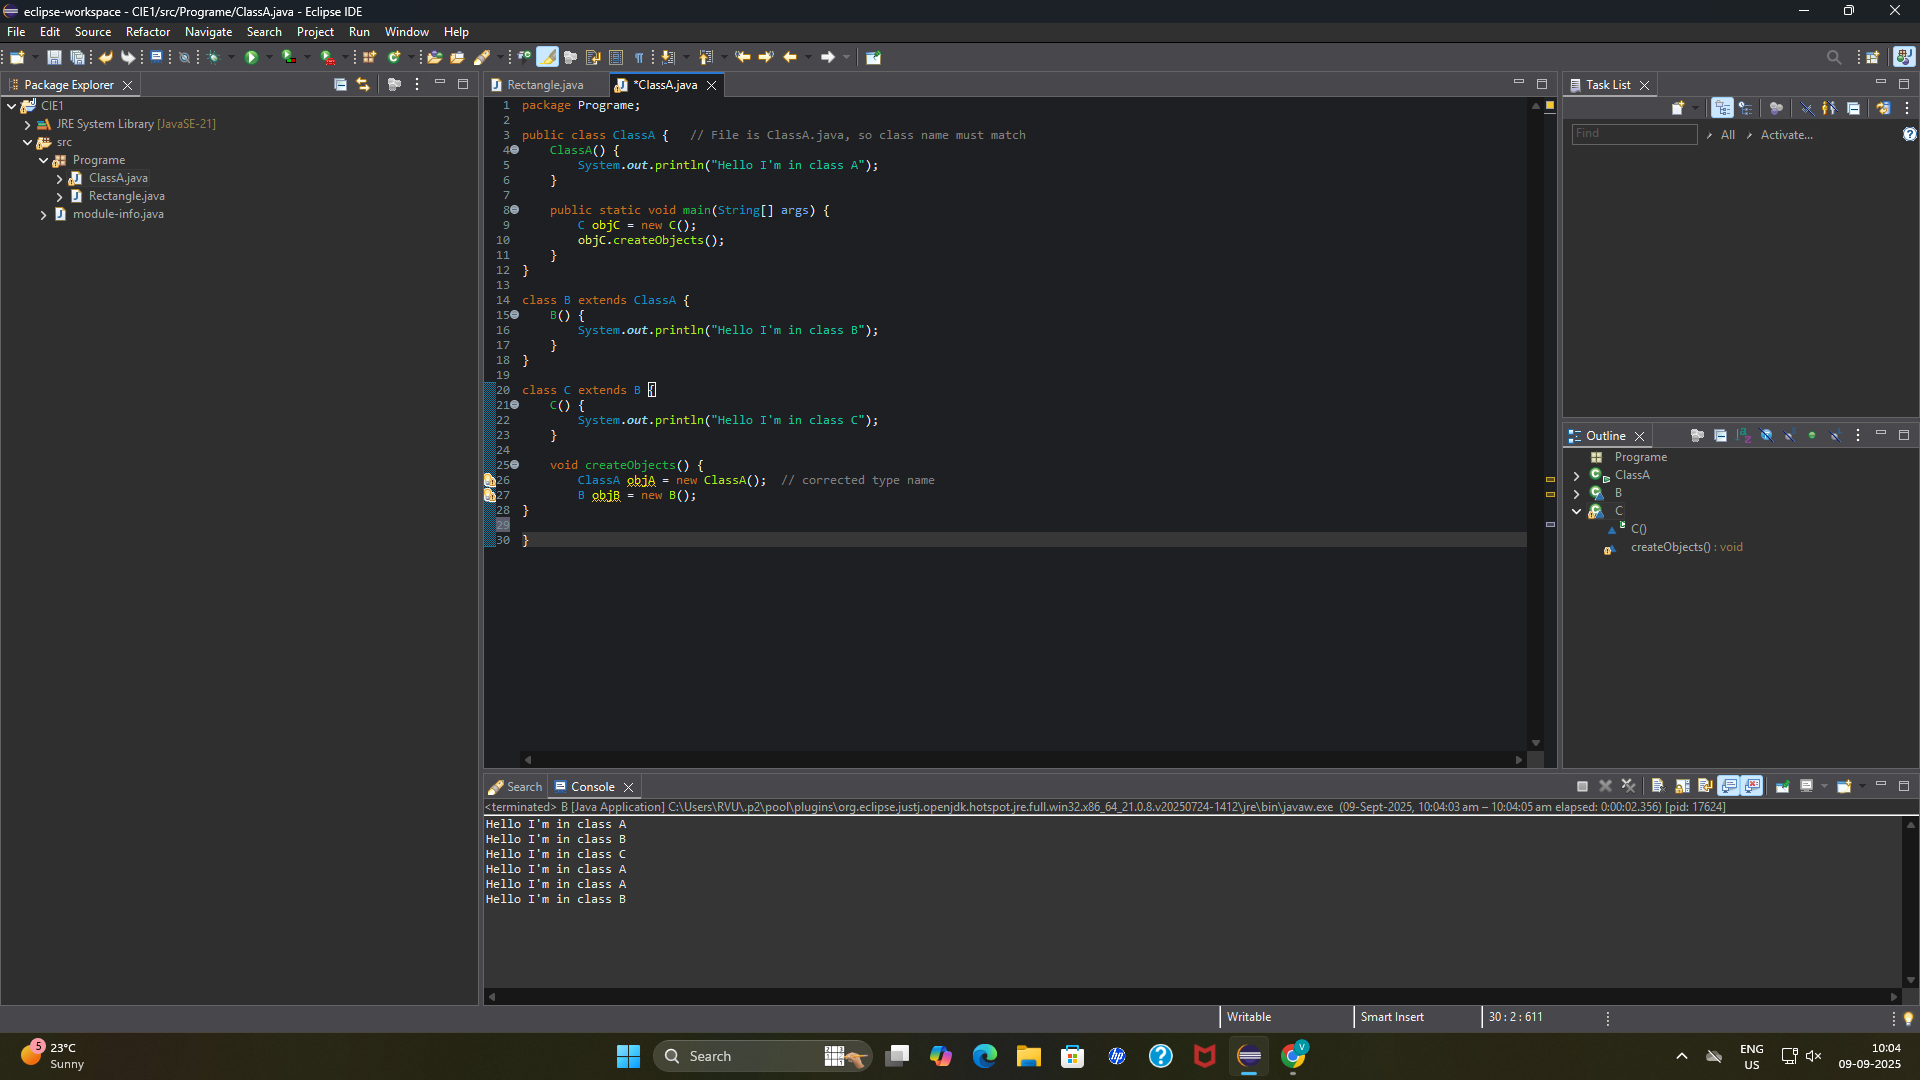 eclipse-workspace - CIE1/src/Programe/ClassA.java - Eclipse IDE
File Edit Source Refactor Navigate Search Project Run Window Help
Package Explorer
CIE1
JRE System Library [JavaSE-21]
src
Programe
ClassA.java
Rectangle.java
module-info.java
Rectangle.java
*ClassA.java
1 package Programe;
2
3 public class ClassA { // File is ClassA.java, so class name must match
4 ClassA() {
5 System.out.println("Hello I'm in class A");
6 }
7
8 public static void main(String[] args) {
9 C objC = new C();
10 objC.createObjects();
11 }
12 }
13
14 class B extends ClassA {
15 B() {
16 System.out.println("Hello I'm in class B");
17 }
18 }
19
20 class C extends B {
21 C() {
22 System.out.println("Hello I'm in class C");
23 }
24
25 void createObjects() {
26 ClassA objA = new ClassA(); // corrected type name
27 B objB = new B();
28 }
29
30 }
Task List
Find
All
Activate...
Outline
Programe
ClassA
B
C
C()
createObjects() : void
Search
Console
<terminated> B [Java Application] C:\Users\RVU\.p2\pool\plugins\org.eclipse.justj.openjdk.hotspot.jre.full.win32.x86_64_21.0.8.v20250724-1412\jre\bin\javaw.exe (09-Sept-2025, 10:04:03 am – 10:04:05 am elapsed: 0:00:02.356) [pid: 17624]
Hello I'm in class A
Hello I'm in class B
Hello I'm in class C
Hello I'm in class A
Hello I'm in class A
Hello I'm in class B
Writable
Smart Insert
30 : 2 : 611
5
23°C
Sunny
Search
hp
V
ENG
US
10:04
09-09-2025